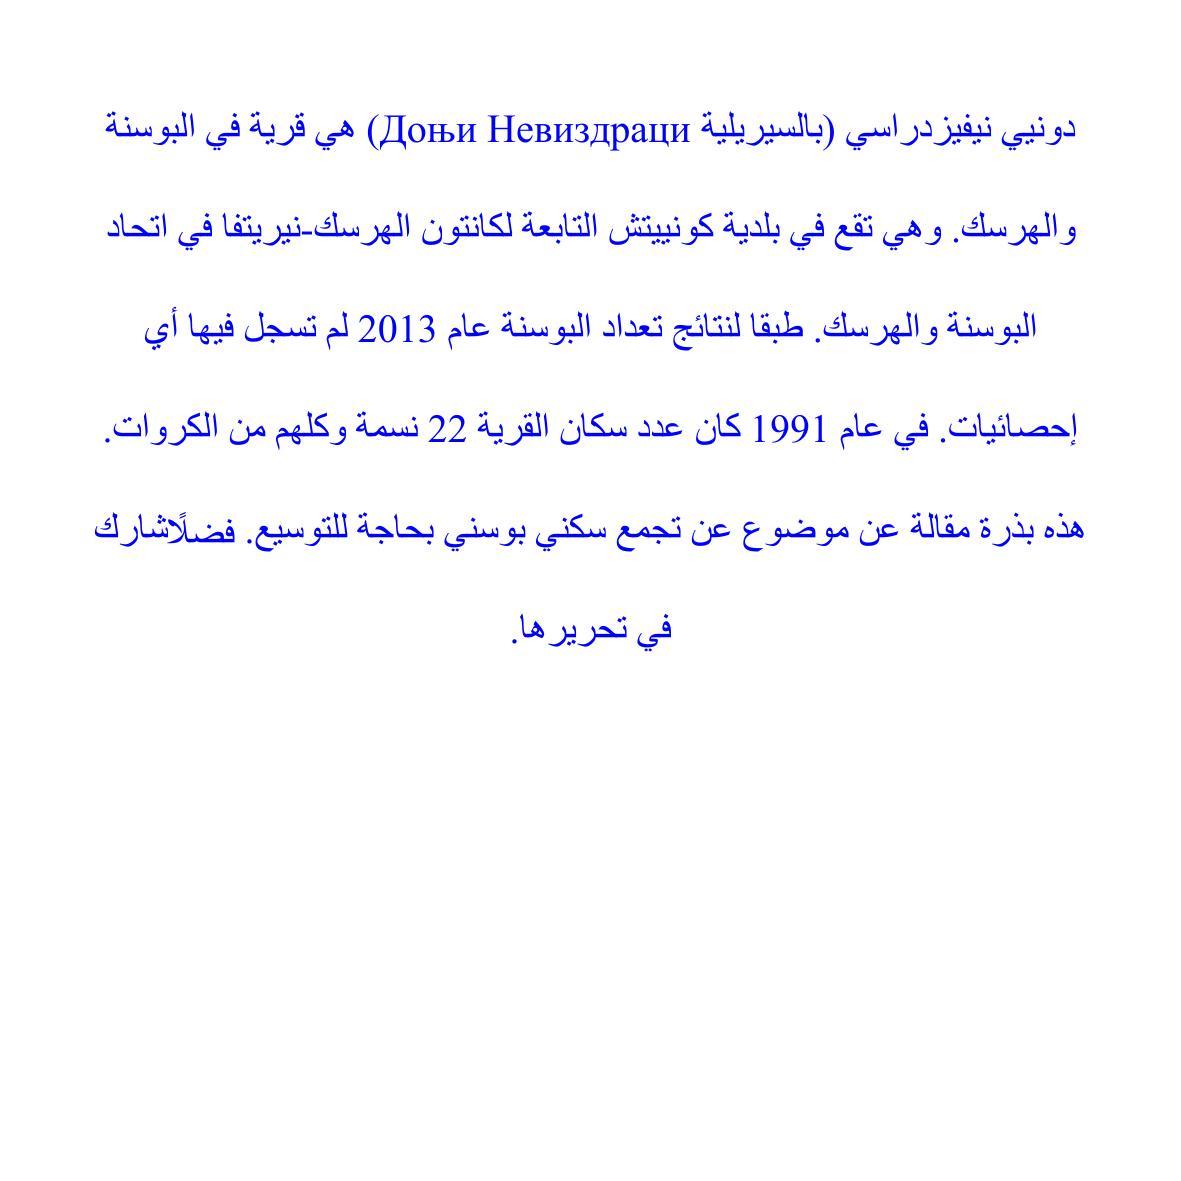 دونيي نيفيزدراسي (بالسيريلية Доњи Невиздраци) هي قرية في البوسنة
والهرسك. وهي تقع في بلدية كونييتش التابعة لكانتون الهرسك-نيريتفا في اتحاد
البوسنة والهرسك. طبقا لنتائج تعداد البوسنة عام 2013 لم تسجل فيها أي
إحصائيات. في عام 1991 كان عدد سكان القرية 22 نسمة وكلهم من الكروات.
هذه بذرة مقالة عن موضوع عن تجمع سكني بوسني بحاجة للتوسيع. فضلًاشارك
في تحريرها.